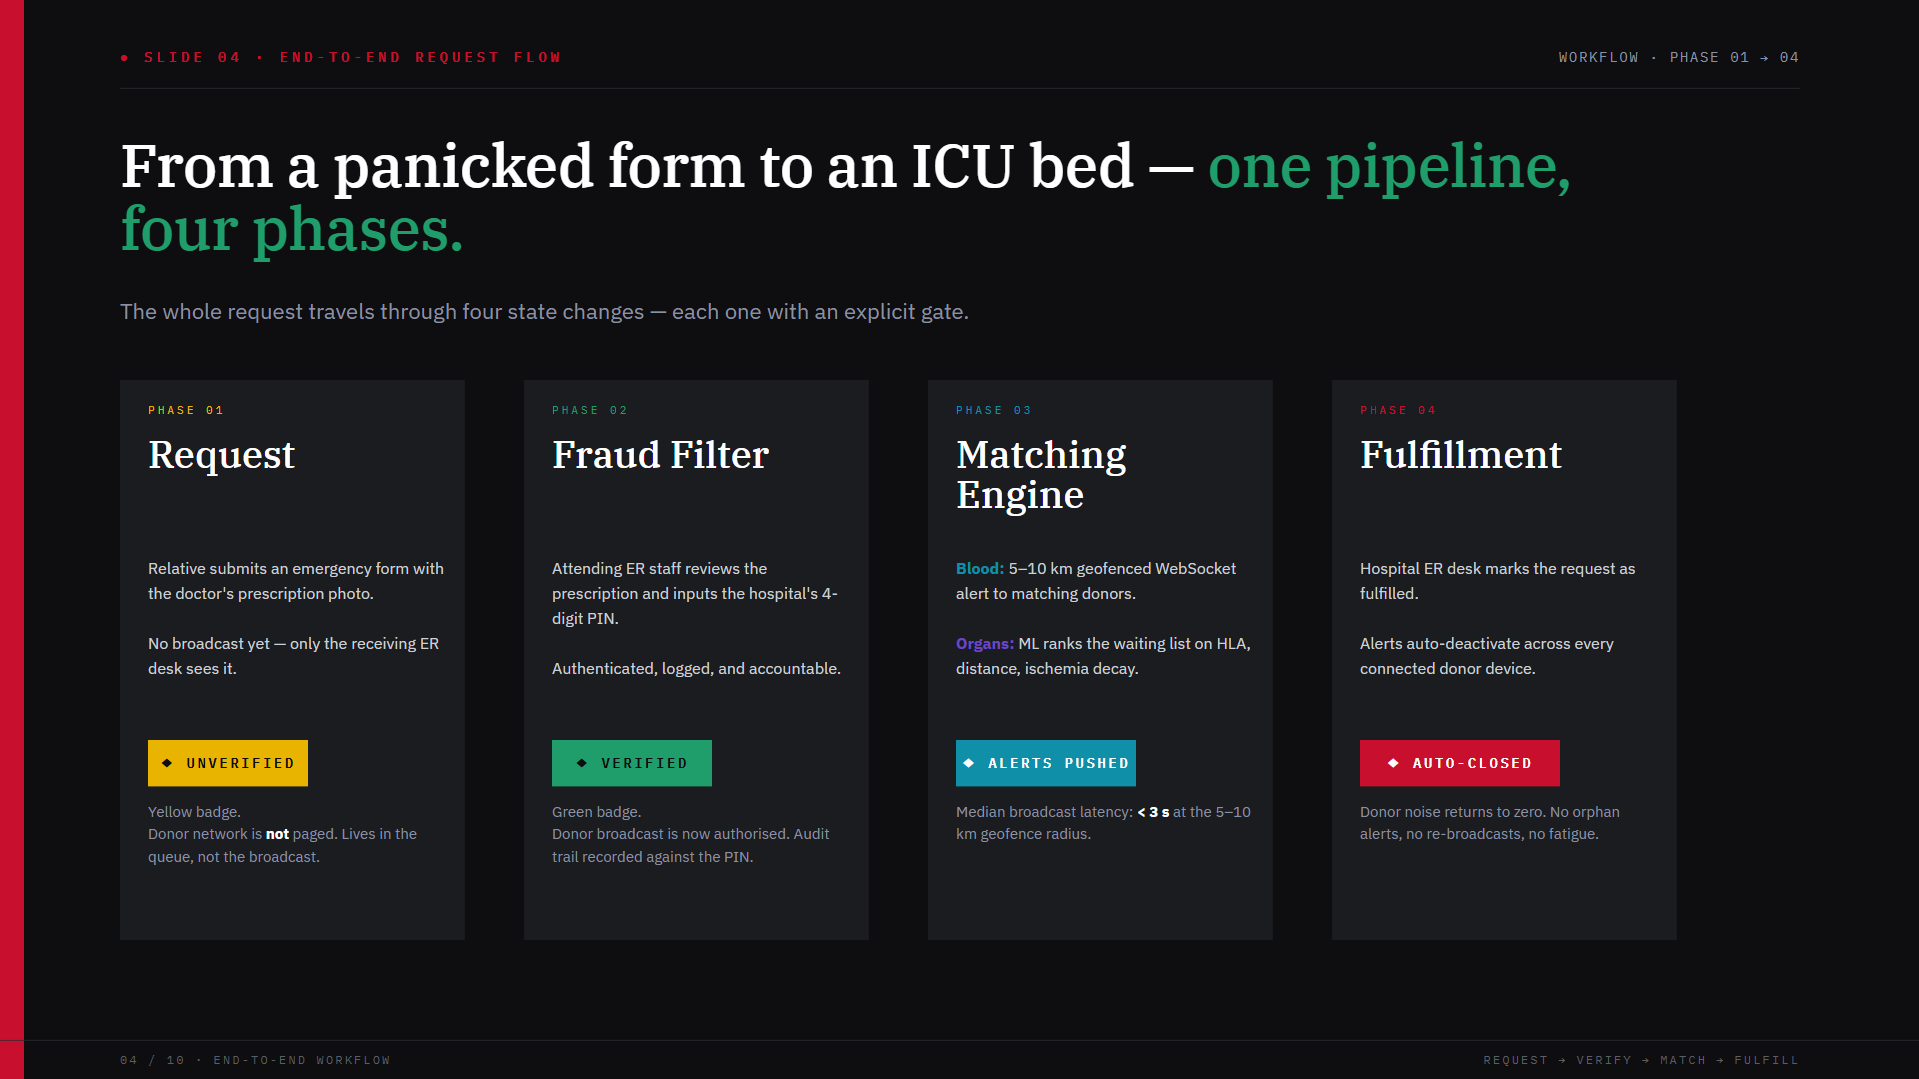 ● SLIDE 04 · END-TO-END REQUEST FLOW
WORKFLOW · PHASE 01 → 04
From a panicked form to an ICU bed — one pipeline,
four phases.
The whole request travels through four state changes — each one with an explicit gate.
PHASE 01
Request
Relative submits an emergency form with
the doctor's prescription photo.
No broadcast yet — only the receiving ER
desk sees it.
◆ UNVERIFIED
Yellow badge.
Donor network is not paged. Lives in the
queue, not the broadcast.
PHASE 02
Fraud Filter
Attending ER staff reviews the
prescription and inputs the hospital's 4-
digit PIN.
Authenticated, logged, and accountable.
◆ VERIFIED
Green badge.
Donor broadcast is now authorised. Audit
trail recorded against the PIN.
PHASE 03
Matching
Engine
Blood: 5–10 km geofenced WebSocket
alert to matching donors.
Organs: ML ranks the waiting list on HLA,
distance, ischemia decay.
◆ ALERTS PUSHED
Median broadcast latency: < 3 s at the 5–10
km geofence radius.
PHASE 04
Fulfillment
Hospital ER desk marks the request as
fulfilled.
Alerts auto-deactivate across every
connected donor device.
◆ AUTO-CLOSED
Donor noise returns to zero. No orphan
alerts, no re-broadcasts, no fatigue.
04 / 10 · END-TO-END WORKFLOW
REQUEST → VERIFY → MATCH → FULFILL